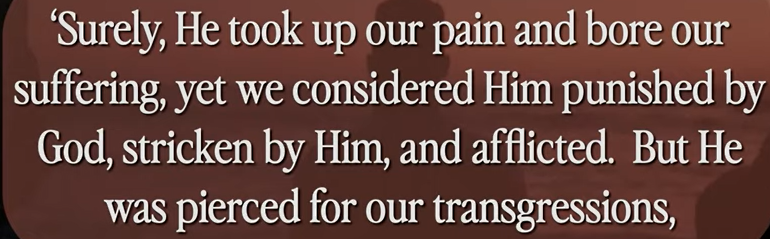 ‘Surely, He took up our pain and bore our
suffering, yet we considered Him punished by
God, stricken by Him, and afflicted.  But He
was pierced for our transgressions,